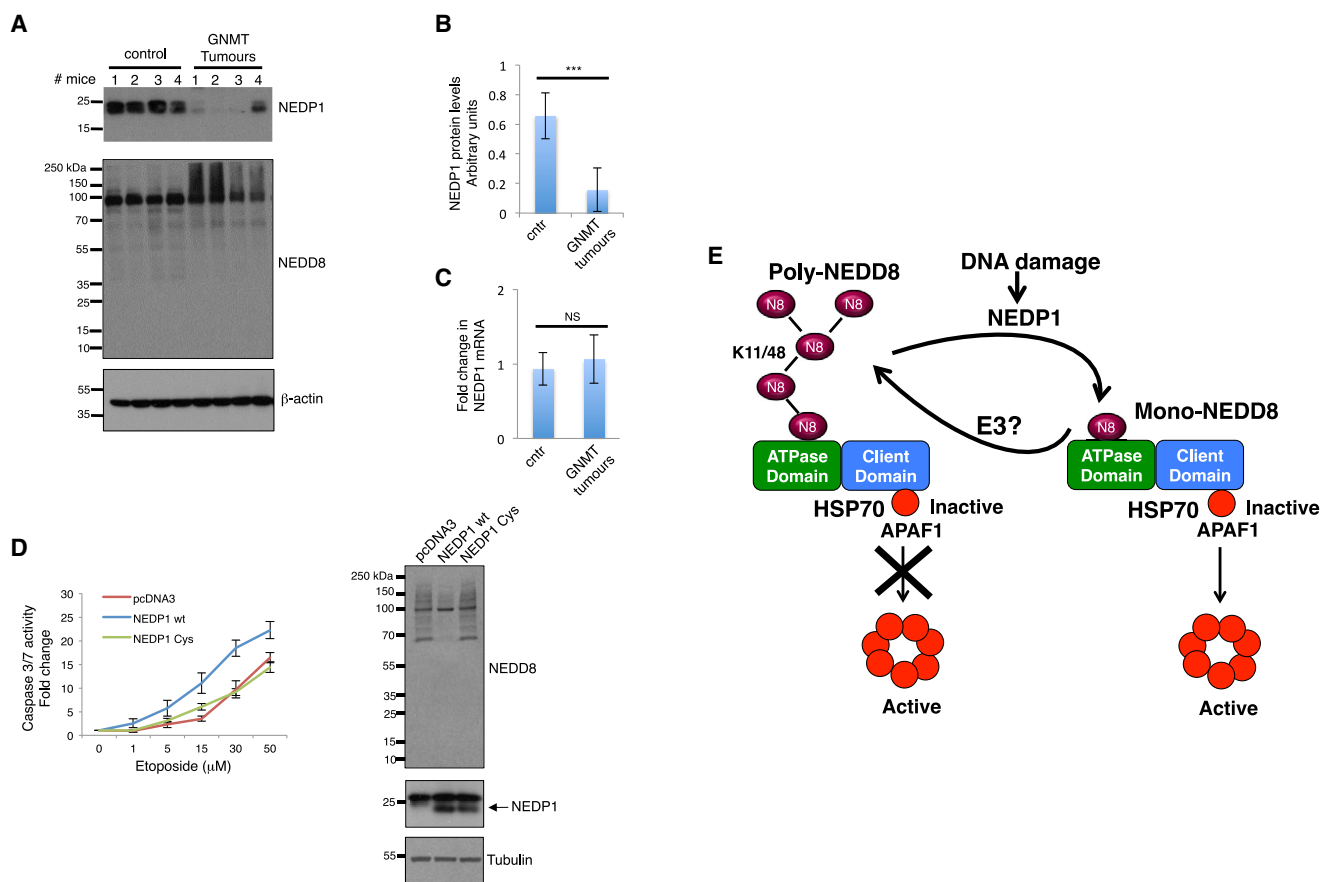 A
control
GNMT
Tumours
# mice
1 2 3 4 1 2 3 4
25
15
NEDP1
250 kDa
150
100
70
55
35
25
15
10
NEDD8
55
35
β-actin
B
***
NEDP1 protein levels
Arbitrary units
1
0.8
0.6
0.4
0.2
0
cntr
GNMT
tumours
C
NS
Fold change in
NEDP1 mRNA
2
1
0
cntr
GNMT
tumours
D
Caspase 3/7 activity
Fold change
30
25
20
15
10
5
0
pcDNA3
NEDP1 wt
NEDP1 Cys
0 1 5 15 30 50
Etoposide (µM)
pcDNA3
NEDP1 wt
NEDP1 Cys
250 kDa
150
100
70
55
35
25
15
10
NEDD8
25
NEDP1
55
Tubulin
E
Poly-NEDD8
N8
N8
N8
K11/48
N8
N8
DNA damage
NEDP1
E3?
Mono-NEDD8
N8
ATPase
Domain
Client
Domain
HSP70
Inactive
APAF1
Active
ATPase
Domain
Client
Domain
HSP70
Inactive
APAF1
Active